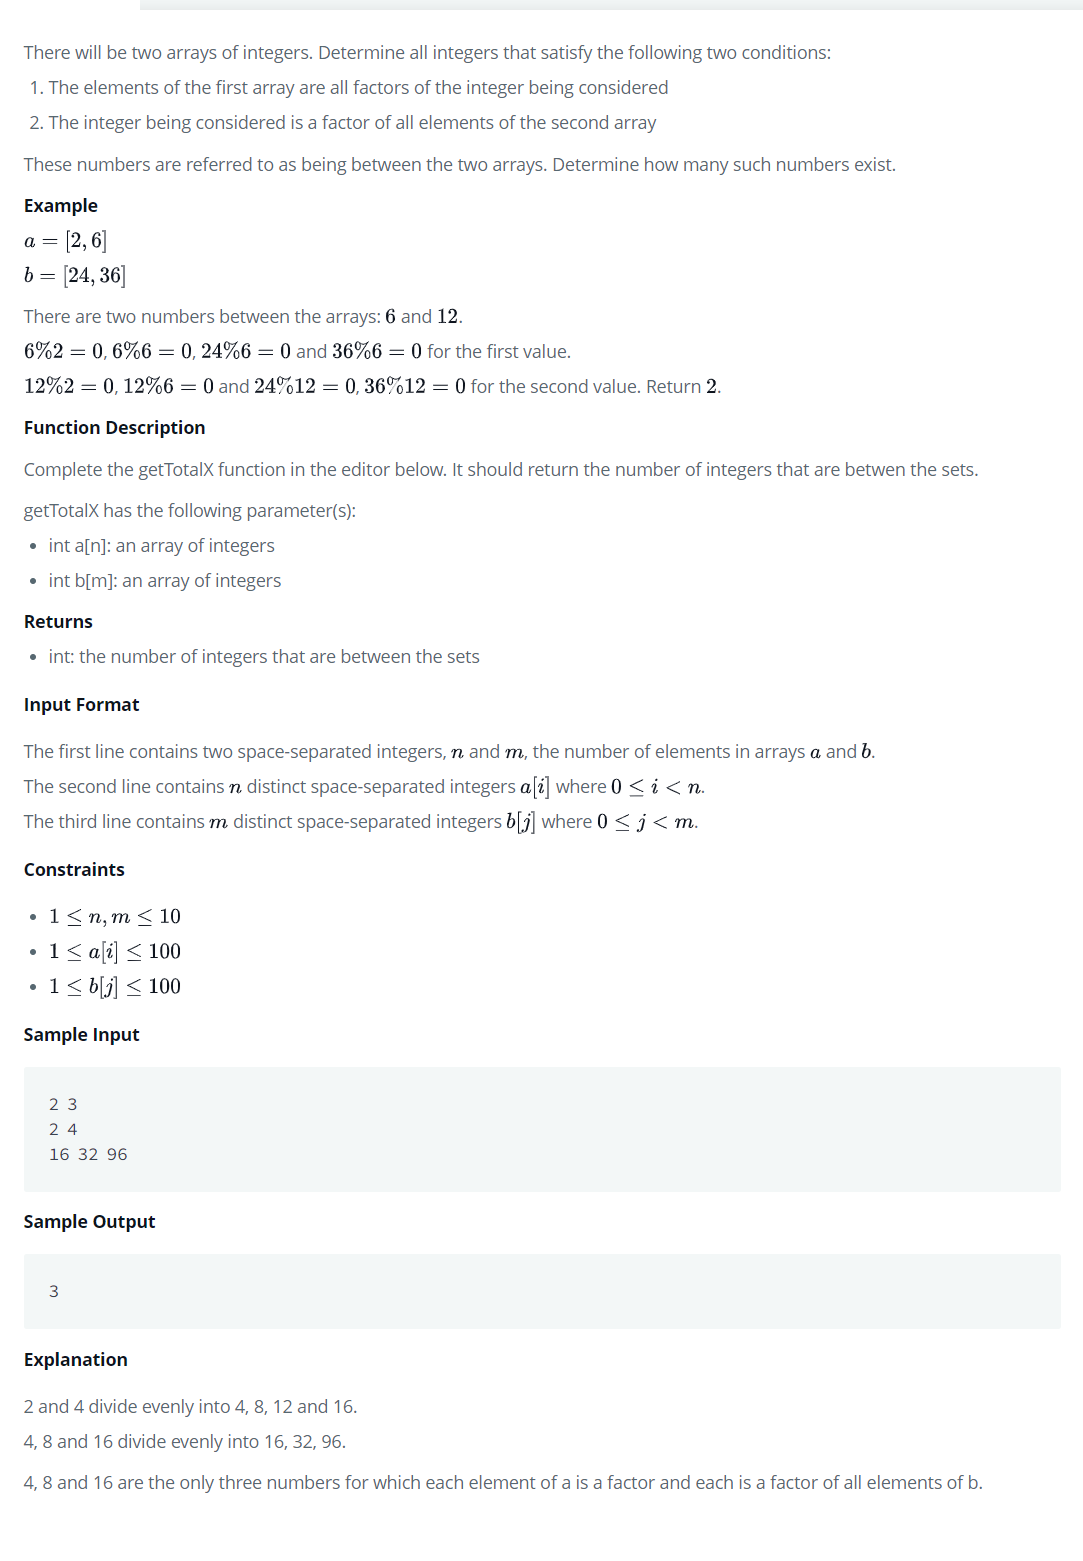 There will be two arrays of integers. Determine all integers that satisfy the following two conditions:
1. The elements of the first array are all factors of the integer being considered
2. The integer being considered is a factor of all elements of the second array
These numbers are referred to as being between the two arrays. Determine how many such numbers exist.
Example
a = [2, 6]
b = [24, 36]
There are two numbers between the arrays: 6 and 12.
6%2 = 0, 6%6 = 0, 24%6 = 0 and 36%6 = 0 for the first value.
12%2 = 0, 12%6 = 0 and 24%12 = 0, 36%12 = 0 for the second value. Return 2.
Function Description
Complete the getTotalX function in the editor below. It should return the number of integers that are betwen the sets.
getTotalX has the following parameter(s):
• int a[n]: an array of integers
• int b[m]: an array of integers
Returns
• int: the number of integers that are between the sets
Input Format
The first line contains two space-separated integers, n and m, the number of elements in arrays a and b.
The second line contains n distinct space-separated integers a[i] where 0 ≤ i < n.
The third line contains m distinct space-separated integers b[j] where 0 ≤ j < m.
Constraints
• 1 ≤ n, m ≤ 10
• 1 ≤ a[i] ≤ 100
• 1 ≤ b[j] ≤ 100
Sample Input
2 3
2 4
16 32 96
Sample Output
3
Explanation
2 and 4 divide evenly into 4, 8, 12 and 16.
4, 8 and 16 divide evenly into 16, 32, 96.
4, 8 and 16 are the only three numbers for which each element of a is a factor and each is a factor of all elements of b.